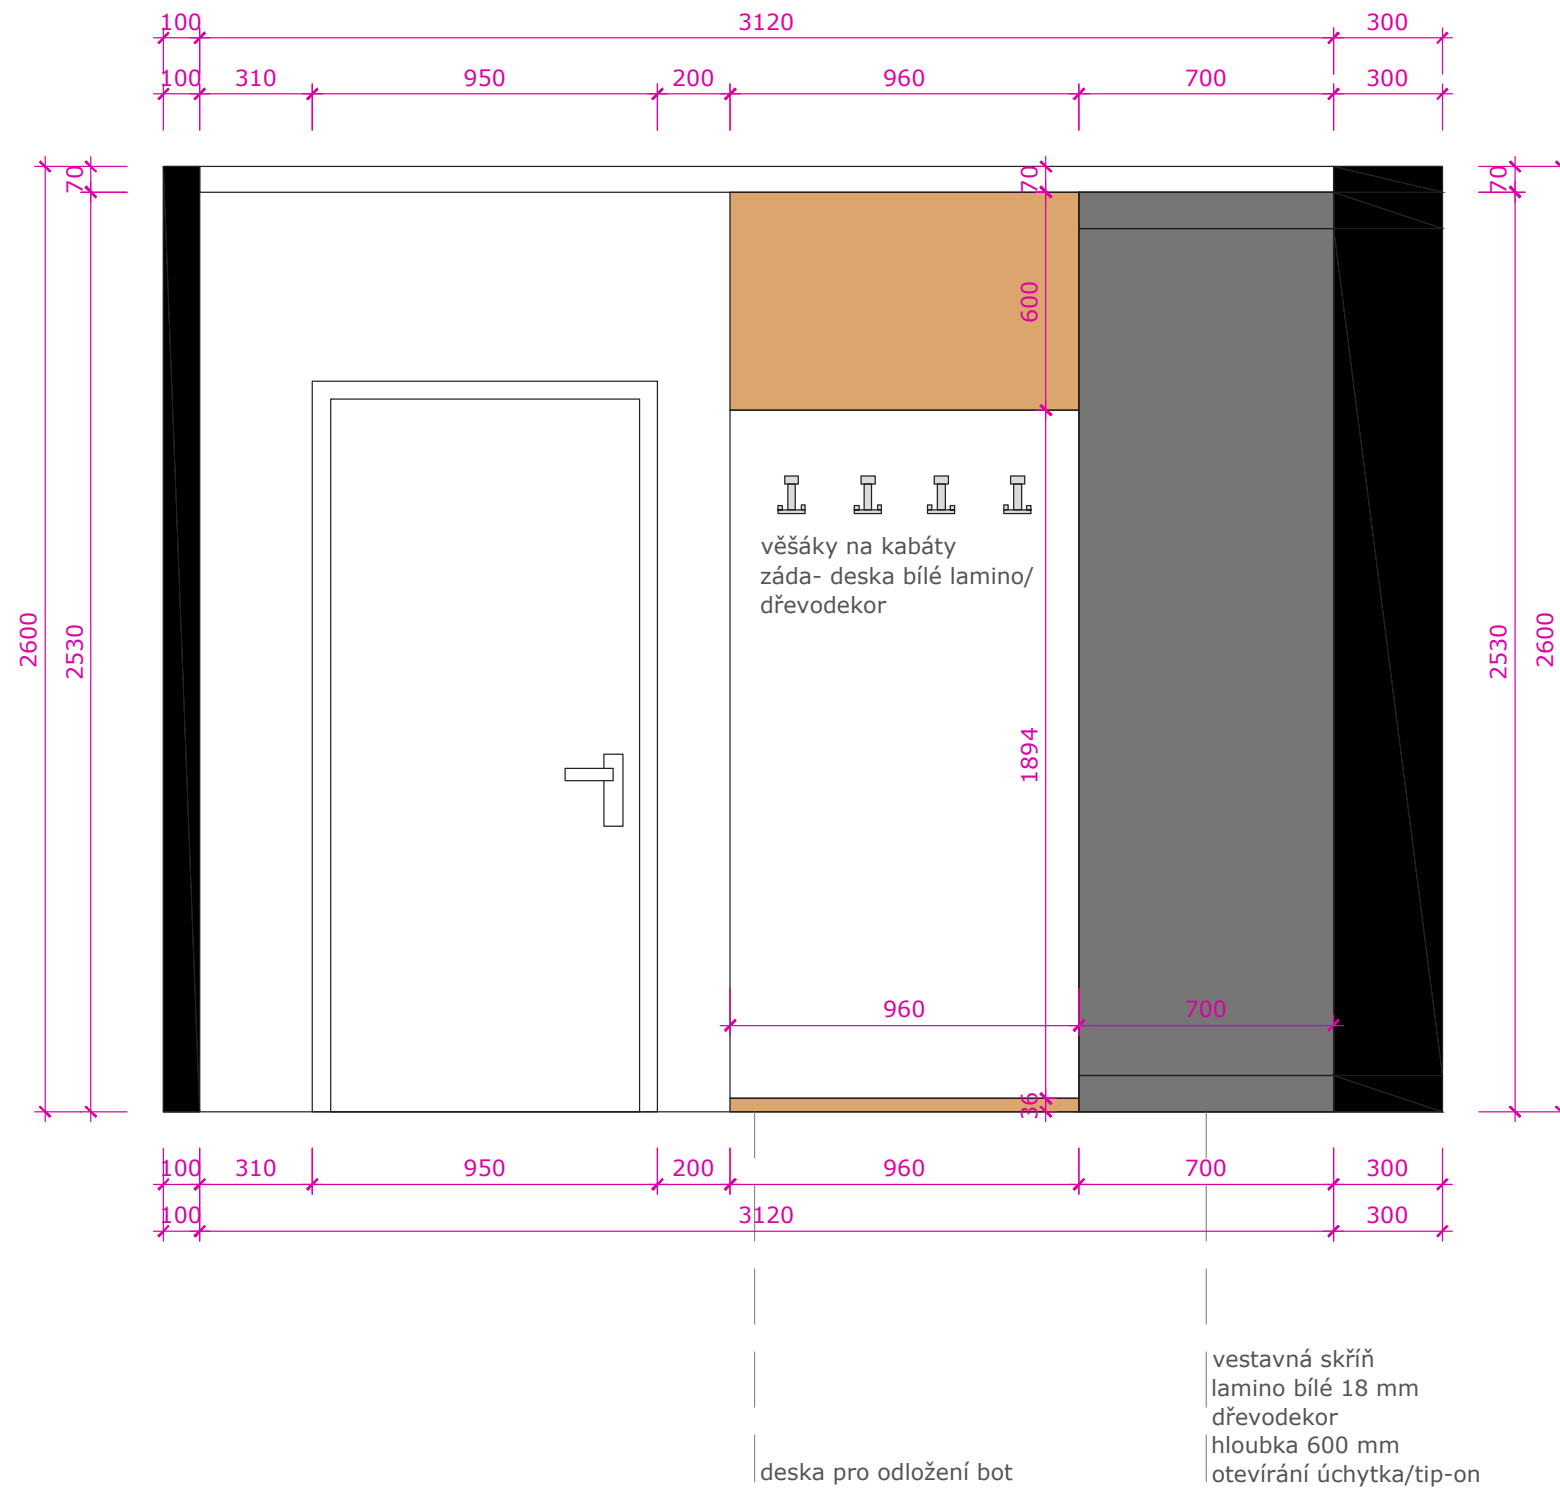 100 3120 300
100 310 950 200 960 700 300
70 70 70
600
věšáky na kabáty
záda- deska bílé lamino/
dřevodekor
2600 2530 2530 2600
1894
960 700
36
100 310 950 200 960 700 300
100 3120 300
vestavná skříň
lamino bílé 18 mm
dřevodekor
hloubka 600 mm
deska pro odložení bot
otevírání úchytka/tip-on